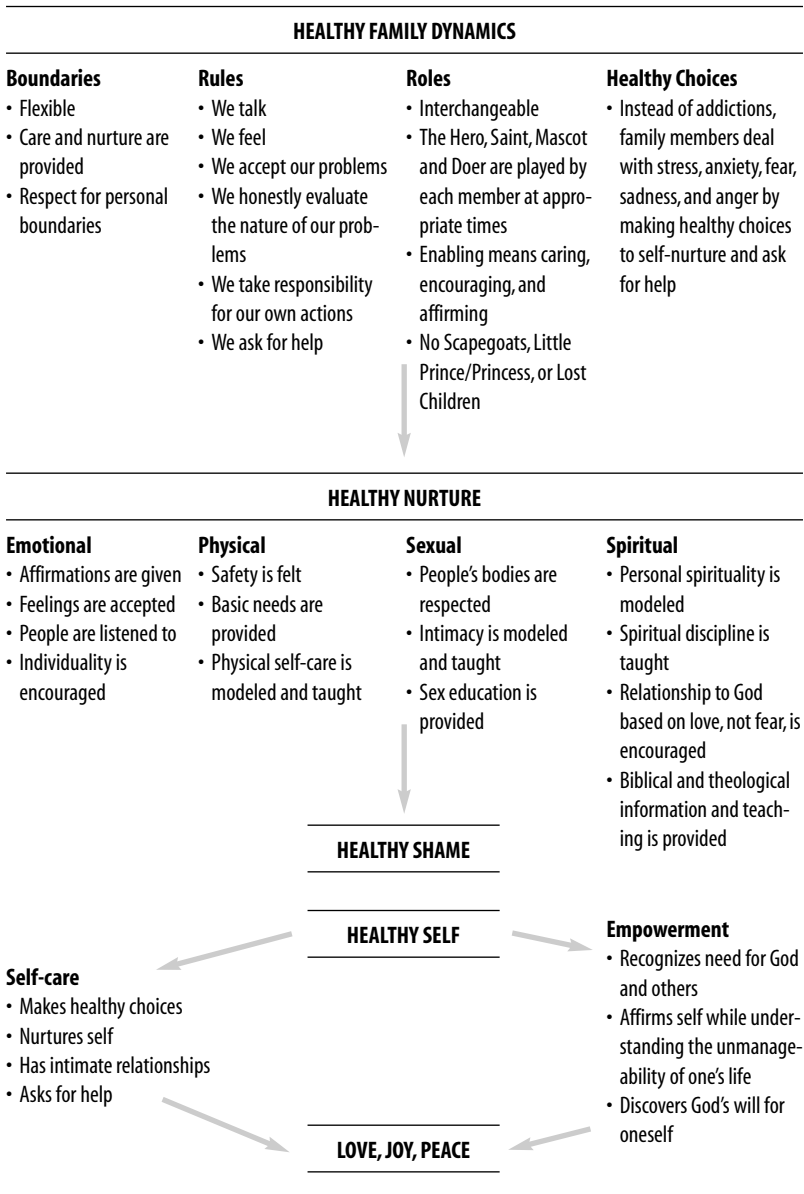 HEALTHY FAMILY DYNAMICS
Boundaries
• Flexible
• Care and nurture are
provided
• Respect for personal
boundaries
Rules
• We talk
• We feel
• We accept our problems
• We honestly evaluate
the nature of our prob-
lems
• We take responsibility
for our own actions
• We ask for help
Roles
• Interchangeable
• The Hero, Saint, Mascot
and Doer are played by
each member at appro-
priate times
• Enabling means caring,
encouraging, and
affirming
• No Scapegoats, Little
Prince/Princess, or Lost
Children
Healthy Choices
• Instead of addictions,
family members deal
with stress, anxiety, fear,
sadness, and anger by
making healthy choices
to self-nurture and ask
for help
HEALTHY NURTURE
Emotional
• Affirmations are given
• Feelings are accepted
• People are listened to
• Individuality is
encouraged
Physical
• Safety is felt
• Basic needs are
provided
• Physical self-care is
modeled and taught
Sexual
• People’s bodies are
respected
• Intimacy is modeled
and taught
• Sex education is
provided
Spiritual
• Personal spirituality is
modeled
• Spiritual discipline is
taught
• Relationship to God
based on love, not fear, is
encouraged
• Biblical and theological
information and teach-
ing is provided
HEALTHY SHAME
HEALTHY SELF
Self-care
• Makes healthy choices
• Nurtures self
• Has intimate relationships
• Asks for help
Empowerment
• Recognizes need for God
and others
• Affirms self while under-
standing the unmanage-
ability of one’s life
• Discovers God’s will for
oneself
LOVE, JOY, PEACE